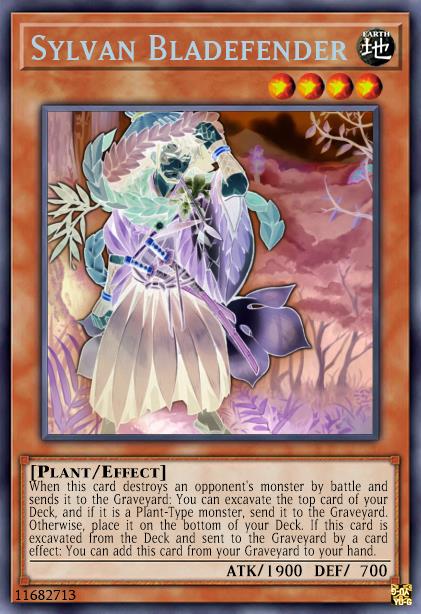 SYLVAN BLADEFENDER
EARTH
地
[PLANT/EFFECT]
When this card destroys an opponent's monster by battle and
sends it to the Graveyard: You can excavate the top card of your
Deck, and if it is a Plant-Type monster, send it to the Graveyard.
Otherwise, place it on the bottom of your Deck. If this card is
excavated from the Deck and sent to the Graveyard by a card
effect: You can add this card from your Graveyard to your hand.
ATK/1900 DEF/ 700
11682713